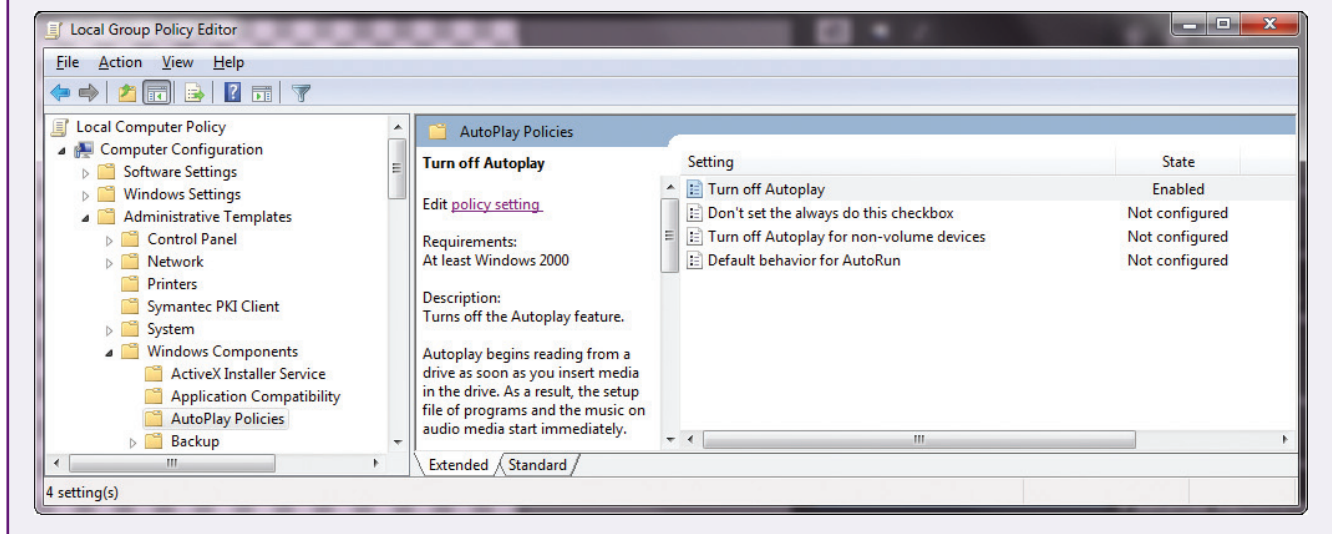 Local Group Policy Editor
File Action View Help
Local Computer Policy
Computer Configuration
Software Settings
Windows Settings
Administrative Templates
Control Panel
Network
Printers
Symantec PKI Client
System
Windows Components
ActiveX Installer Service
Application Compatibility
AutoPlay Policies
Backup
AutoPlay Policies
Turn off Autoplay
Edit policy setting
Requirements:
At least Windows 2000
Description:
Turns off the Autoplay feature.
Autoplay begins reading from a
drive as soon as you insert media
in the drive. As a result, the setup
file of programs and the music on
audio media start immediately.
Setting State
Turn off Autoplay Enabled
Don't set the always do this checkbox Not configured
Turn off Autoplay for non-volume devices Not configured
Default behavior for AutoRun Not configured
Extended Standard
4 setting(s)